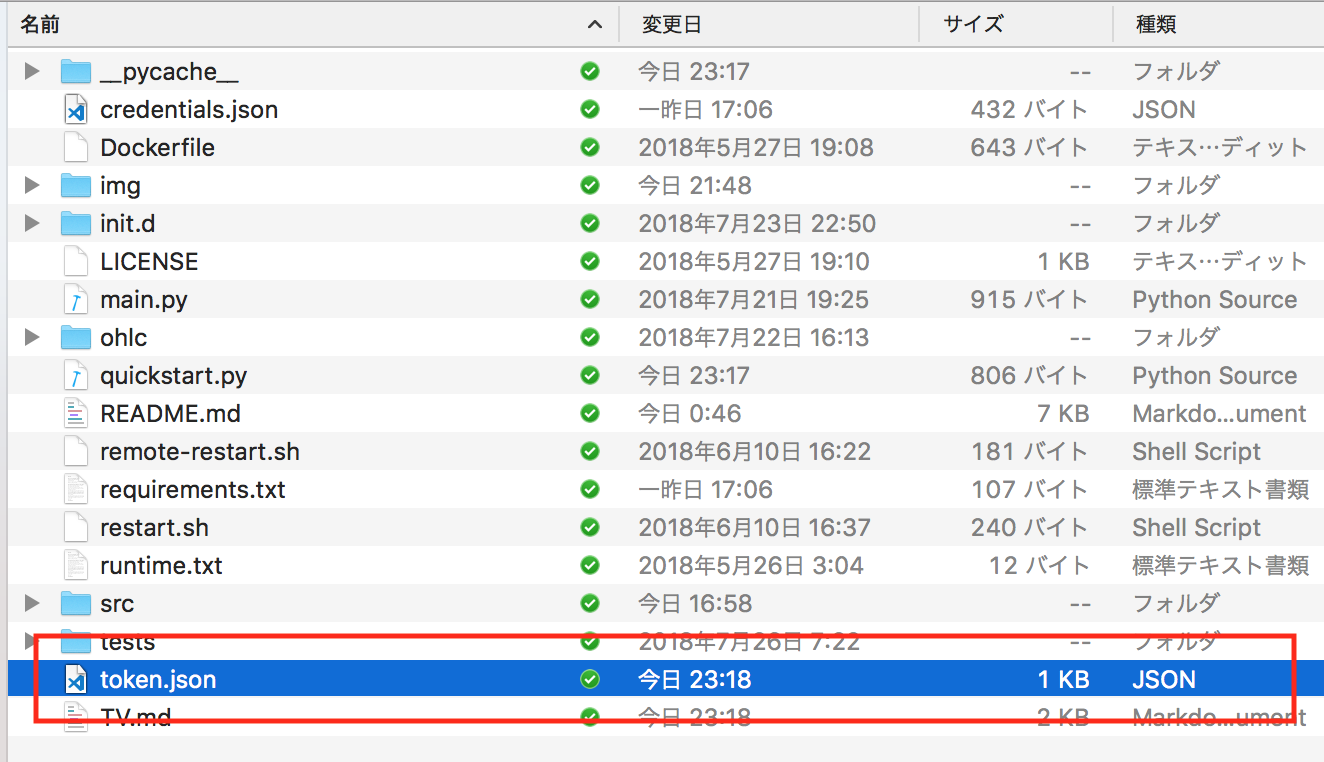 名前 変更日 サイズ 種類
__pycache__ 今日 23:17 -- フォルダ
credentials.json 一昨日 17:06 432 バイト JSON
Dockerfile 2018年5月27日 19:08 643 バイト テキス…ディット
img 今日 21:48 -- フォルダ
init.d 2018年7月23日 22:50 -- フォルダ
LICENSE 2018年5月27日 19:10 1 KB テキス…ディット
main.py 2018年7月21日 19:25 915 バイト Python Source
ohlc 2018年7月22日 16:13 -- フォルダ
quickstart.py 今日 23:17 806 バイト Python Source
README.md 今日 0:46 7 KB Markdo...ument
remote-restart.sh 2018年6月10日 16:22 181 バイト Shell Script
requirements.txt 一昨日 17:06 107 バイト 標準テキスト書類
restart.sh 2018年6月10日 16:37 240 バイト Shell Script
runtime.txt 2018年5月26日 3:04 12 バイト 標準テキスト書類
src 今日 16:58 -- フォルダ
tests 2018年7月26日 7:22 -- フォルダ
token.json 今日 23:18 1 KB JSON
TV.md 今日 23:18 2 KB Markdo...ument